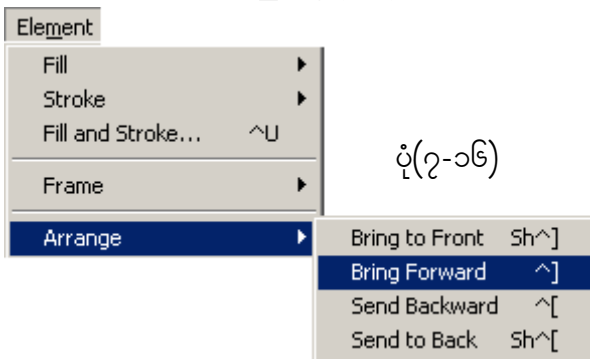 Element
Fill
Stroke
Fill and Stroke... ^U
ပုံ(၇-၁၆)
Frame
Arrange
Bring to Front Sh^]
Bring Forward ^]
Send Backward ^[
Send to Back Sh^[